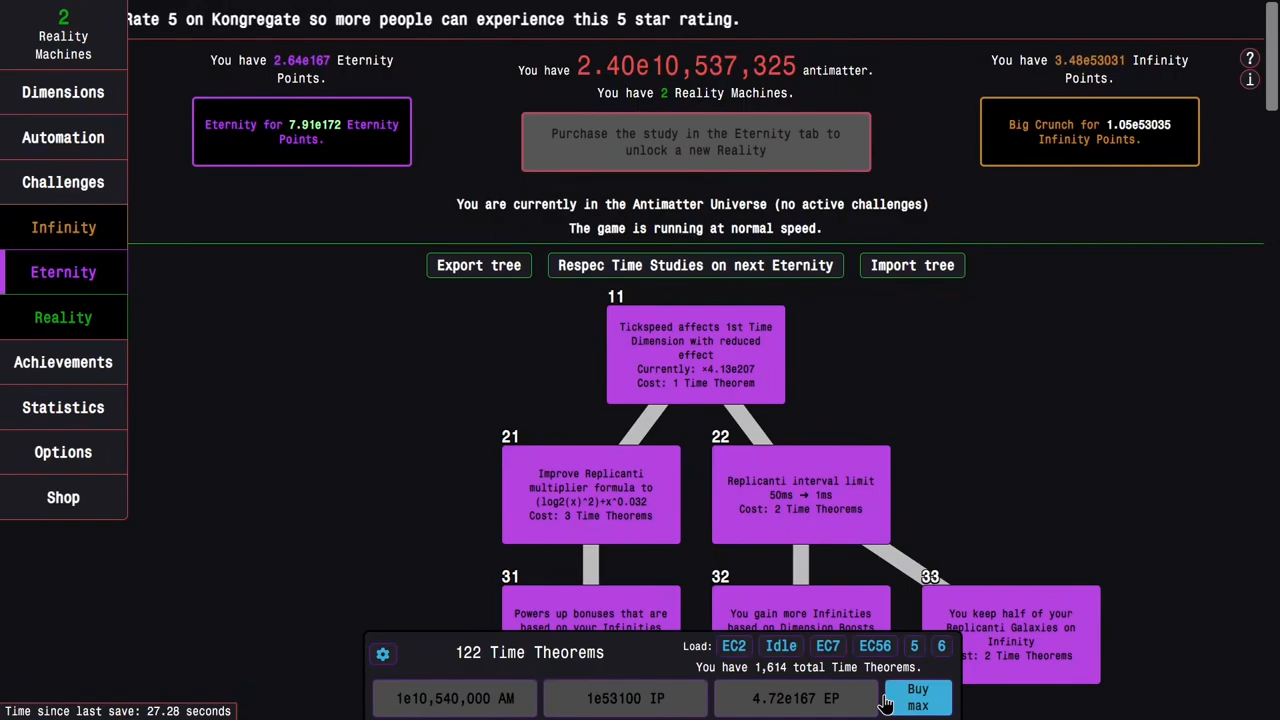 2
Reality
Machines
Dimensions
Automation
Challenges
Infinity
Eternity
Reality
Achievements
Statistics
Options
Shop
Rate 5 on Kongregate so more people can experience this 5 star rating.
You have 2.64e167 Eternity
Points.
Eternity for 7.91e172 Eternity
Points.
You have 2.40e10,537,325 antimatter.
You have 2 Reality Machines.
Purchase the study in the Eternity tab to
unlock a new Reality
You have 3.48e53031 Infinity
Points.
Big Crunch for 1.05e53035
Infinity Points.
?
i
You are currently in the Antimatter Universe (no active challenges)
The game is running at normal speed.
Export tree
Respec Time Studies on next Eternity
Import tree
11
Tickspeed affects 1st Time
Dimension with reduced
effect
Currently: ×4.13e207
Cost: 1 Time Theorem
21
Improve Replicanti
multiplier formula to
(log2(x)^2)+x^0.032
Cost: 3 Time Theorems
22
Replicanti interval limit
50ms → 1ms
Cost: 2 Time Theorems
31
Powers up bonuses that are
based on your Infinities
32
You gain more Infinities
based on Dimension Boosts
33
You keep half of your
Replicanti Galaxies on
Infinity
st: 2 Time Theorems
122 Time Theorems
Load: EC2 Idle EC7 EC56 5 6
You have 1,614 total Time Theorems.
1e10,540,000 AM
1e53100 IP
4.72e167 EP
Buy
max
Time since last save: 27.28 seconds